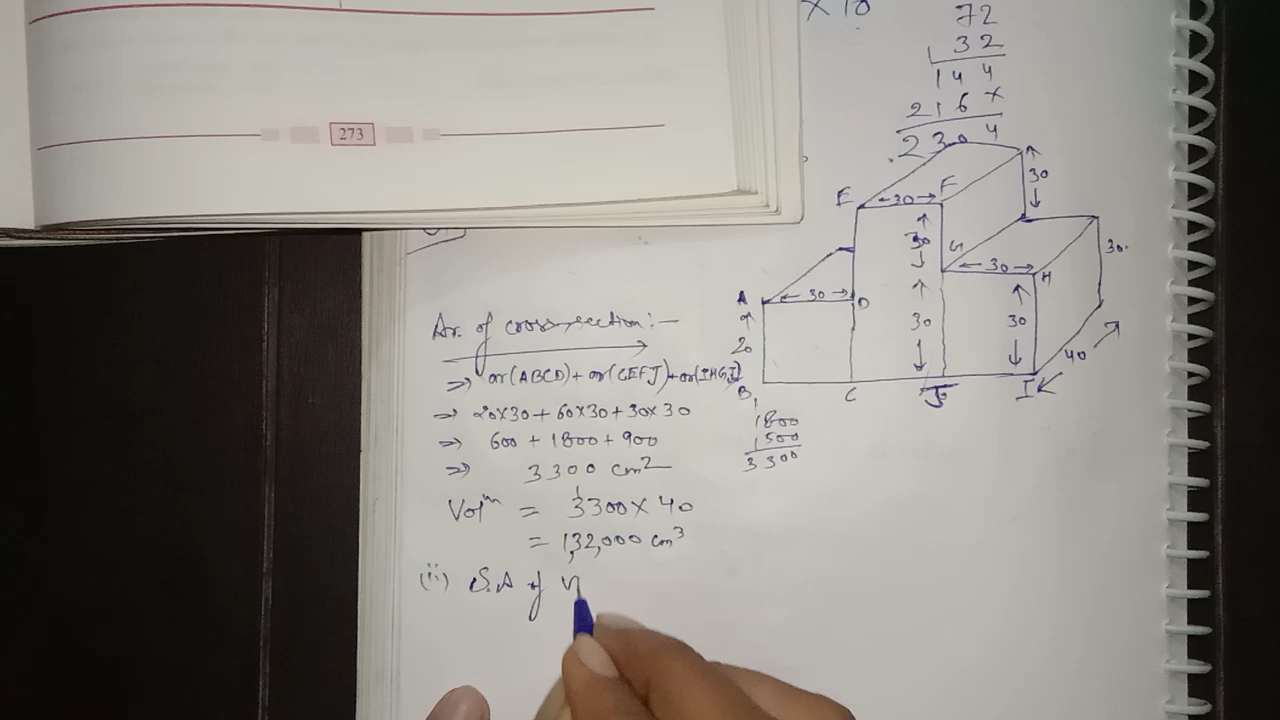 273
× 10
72
32
144
216×
2304
E F
←30→
↑ 30 ↓
30.
↑ 30 ↓
G
←30→ H
A ←30→ D
↑ 30 ↓
↑ 30 ↓
20
40
B C J I
Ar. of cross-section:-
⇒ ar(ABCD)+ ar(CEFJ)+ar(IHGJ)
⇒ 20×30+60×30+30×30
⇒ 600 + 1800 + 900
⇒ 3300 cm²
1800
1500
3300
Volᵐ = 3300×40
= 132,000 cm³
(ii) S.A of